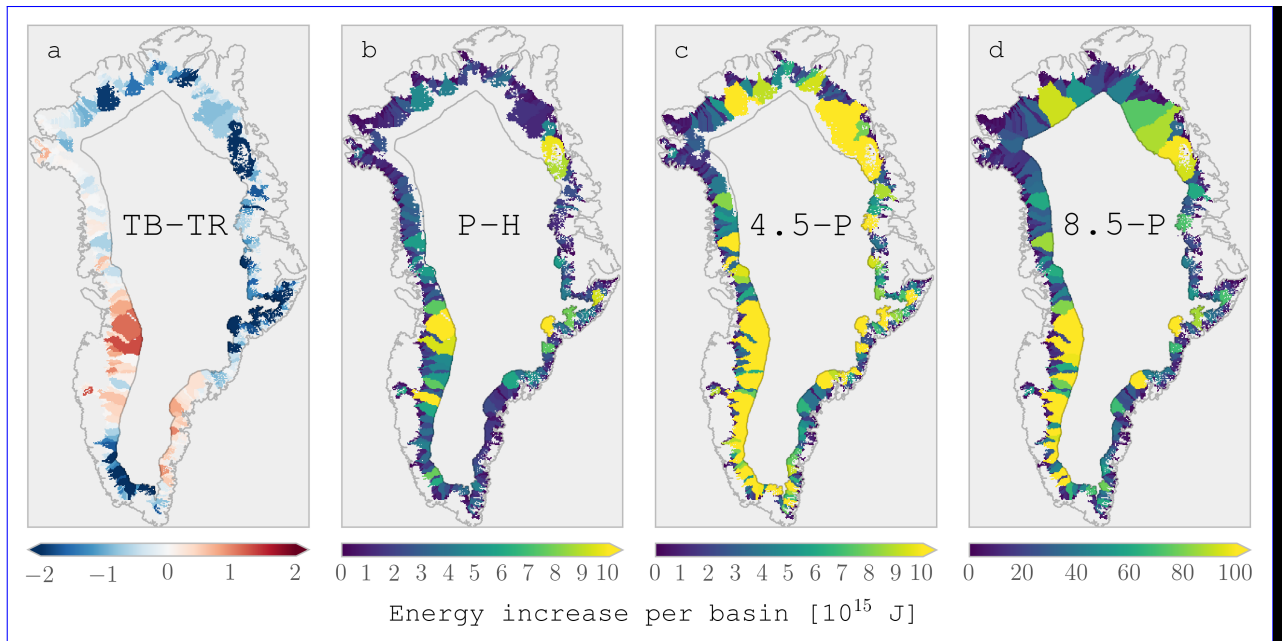 a b c d
TB−TR P−H 4.5−P 8.5−P
−2 −1 0 1 2 0 1 2 3 4 5 6 7 8 9 10 0 1 2 3 4 5 6 7 8 9 10 0 20 40 60 80 100
Energy increase per basin [10¹⁵ J]